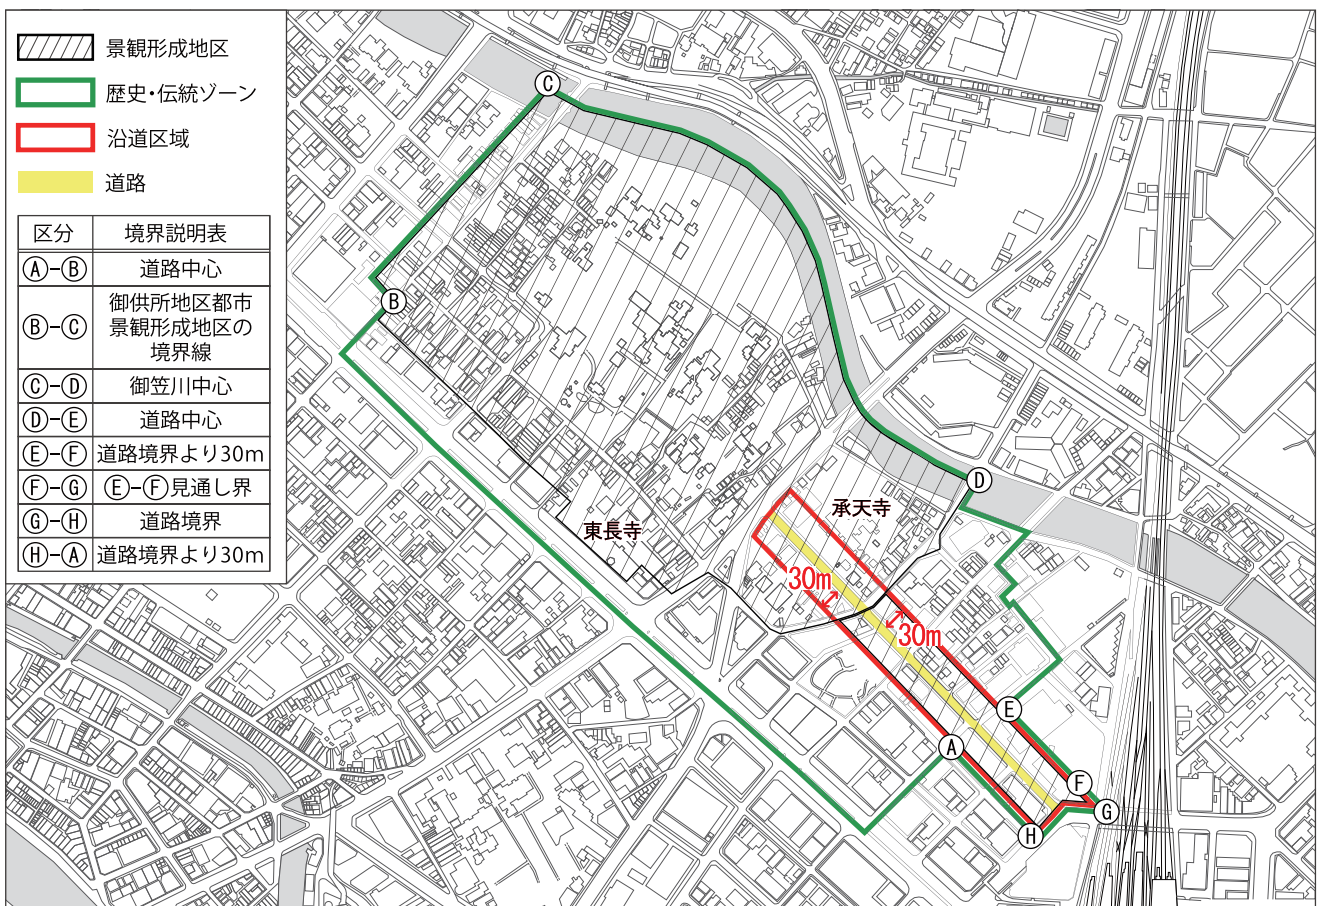 景観形成地区
歴史・伝統ゾーン
沿道区域
道路
区分 境界説明表
Ⓐ-Ⓑ 道路中心
Ⓑ-Ⓒ 御供所地区都市
景観形成地区の
境界線
Ⓒ-Ⓓ 御笠川中心
Ⓓ-Ⓔ 道路中心
Ⓔ-Ⓕ 道路境界より30m
Ⓕ-Ⓖ Ⓔ-Ⓕ見通し界
Ⓖ-Ⓗ 道路境界
Ⓗ-Ⓐ 道路境界より30m
Ⓒ
Ⓑ
Ⓓ
承天寺
東長寺
30m
30m
Ⓔ
Ⓐ
Ⓕ
Ⓖ
Ⓗ